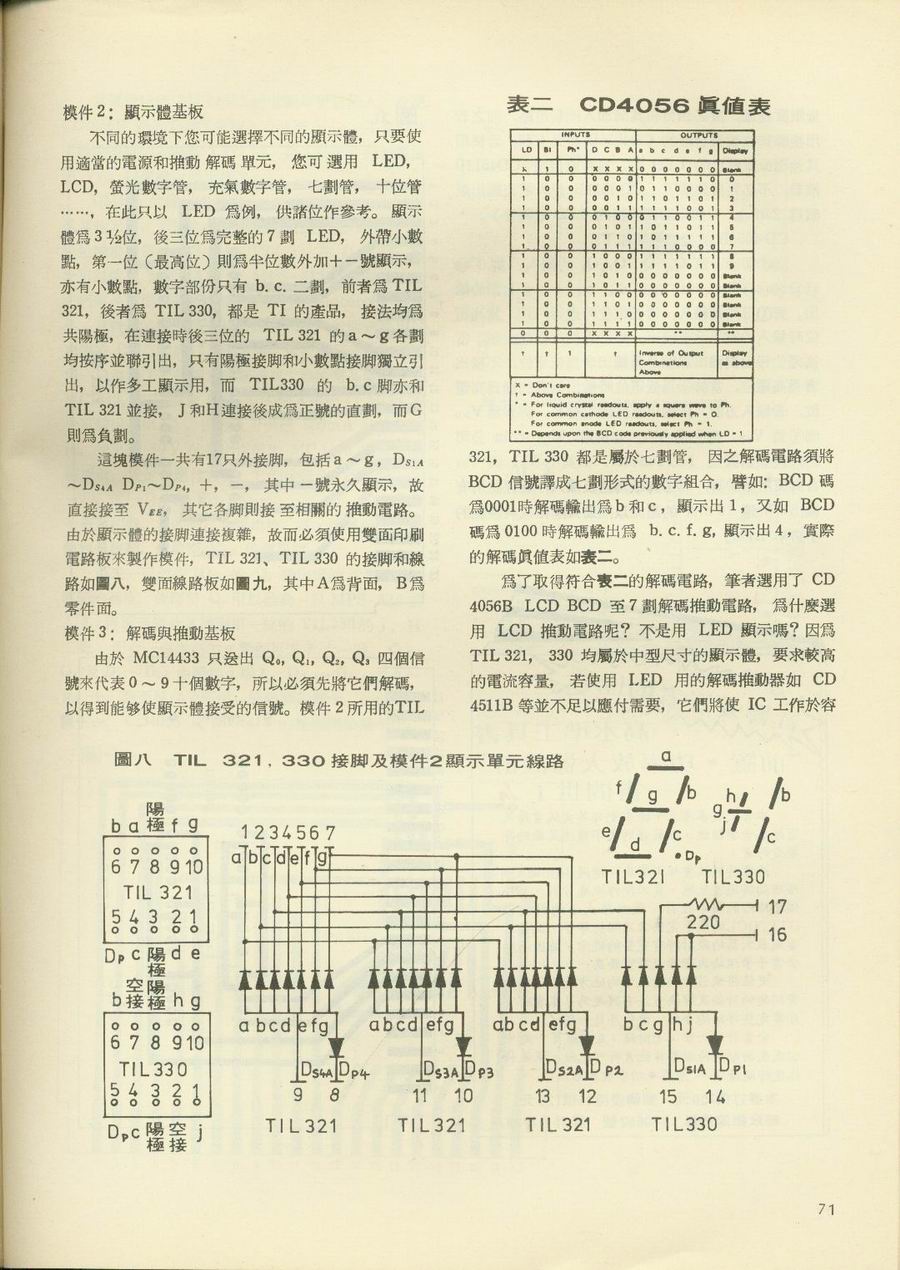 模件2：顯示體基板
不同的環境下您可能選擇不同的顯示體，只要使
用適當的電源和推動 解碼 單元， 您可 選用 LED，
LCD，螢光數字管， 充氣數字管， 七劃管， 十位管
……，在此只以 LED 爲例， 供諸位作參考。 顯示
體爲3½位，後三位爲完整的7劃 LED， 外帶小數
點，第一位（最高位）則爲半位數外加＋－號顯示，
亦有小數點，數字部份只有 b. c. 二劃，前者爲 TIL
321，後者爲 TIL 330，都是 TI 的產品， 接法均爲
共陽極，在連接時後三位的 TIL 321 的a～g各劃
均按序並聯引出，只有陽極接脚和小數點接脚獨立引
出，以作多工顯示用，而 TIL330 的 b.c脚亦和
TIL 321並接， J和H連接後成爲正號的直劃，而G
則爲負劃。
這塊模件一共有17只外接脚，包括a～g，DS1A
～DS4A DP1～DP4，＋，－， 其中－號永久顯示，故
直接接至 VEE， 其它各脚則接 至相關的 推動電路。
由於顯示體的接脚連接複雜，故而必須使用雙面印刷
電路板來製作模件，TIL 321、TIL 330 的接脚和線
路如圖八，雙面線路板如圖九，其中A爲背面， B爲
零件面。
模件3：解碼與推動基板
由於 MC14433 只送出 Q0, Q1, Q2, Q3 四個信
號來代表0～9十個數字，所以必須先將它們解碼，
以得到能够使顯示體接受的信號。模件2所用的TIL
表二 CD4056 眞值表
INPUTS OUTPUTS
LD BI Ph* D C B A a b c d e f g Display
1 0 X X X X 0 0 0 0 0 0 0 Blank
1 0 0 0 0 0 0 1 1 1 1 1 1 0 0
1 0 0 0 0 0 1 0 1 1 0 0 0 0 1
1 0 0 0 0 1 0 1 1 0 1 1 0 1 2
1 0 0 0 0 1 1 1 1 1 1 0 0 1 3
1 0 0 0 1 0 0 0 1 1 0 0 1 1 4
1 0 0 0 1 0 1 1 0 1 1 0 1 1 5
1 0 0 0 1 1 0 1 0 1 1 1 1 1 6
1 0 0 0 1 1 1 1 1 1 0 0 0 0 7
1 0 0 1 0 0 0 1 1 1 1 1 1 1 8
1 0 0 1 0 0 1 1 1 1 1 0 1 1 9
1 0 0 1 0 1 0 0 0 0 0 0 0 0 Blank
1 0 0 1 0 1 1 0 0 0 0 0 0 0 Blank
1 0 0 1 1 0 0 0 0 0 0 0 0 0 Blank
1 0 0 1 1 0 1 0 0 0 0 0 0 0 Blank
1 0 0 1 1 1 0 0 0 0 0 0 0 0 Blank
1 0 0 1 1 1 1 0 0 0 0 0 0 0 Blank
0 0 0 X X X X ** **
† † 1 † Inverse of Output Display
Combinations as above
Above
X = Don't care
† = Above Combinations
* = For liquid crystal readouts, apply a square wave to Ph.
For common cathode LED readouts, select Ph = 0.
For common anode LED readouts, select Ph = 1.
** = Depends upon the BCD code previously applied when LD = 1
321，TIL 330 都是屬於七劃管， 因之解碼電路須將
BCD 信號譯成七劃形式的數字組合，譬如：BCD 碼
爲0001時解碼輸出爲b和c，顯示出1，又如 BCD
碼爲 0100 時解碼輸出爲 b. c. f. g, 顯示出4， 實際
的解碼眞值表如表二。
爲了取得符合表二的解碼電路，筆者選用了 CD
4056B LCD BCD 至7劃解碼推動電路， 爲什麼選
用 LCD 推動電路呢？不是用 LED 顯示嗎？因爲
TIL 321， 330 均屬於中型尺寸的顯示體，要求較高
的電流容量， 若使用 LED 用的解碼推動器如 CD
4511B 等並不足以應付需要，它們將使 IC 工作於容
圖八 TIL 321 , 330 接脚及模件2顯示單元線路
陽
b a 極 f g
6 7 8 9 10
TIL 321
5 4 3 2 1
DP c 陽 d e
極
空陽
b接極 h g
6 7 8 9 10
TIL330
5 4 3 2 1
DP c 陽 空 j
極 接
1 2 3 4 5 6 7
a b c d e f g
a
f g b
e d c DP
TIL321
g h b
j c
TIL330
220
17
16
a b c d e f g
a b c d e f g
a b c d e f g
b c g h j
DS4A DP4
DS3A DP3
DS2A DP2
DS1A DP1
9 8 11 10 13 12 15 14
TIL321 TIL321 TIL321 TIL330
71